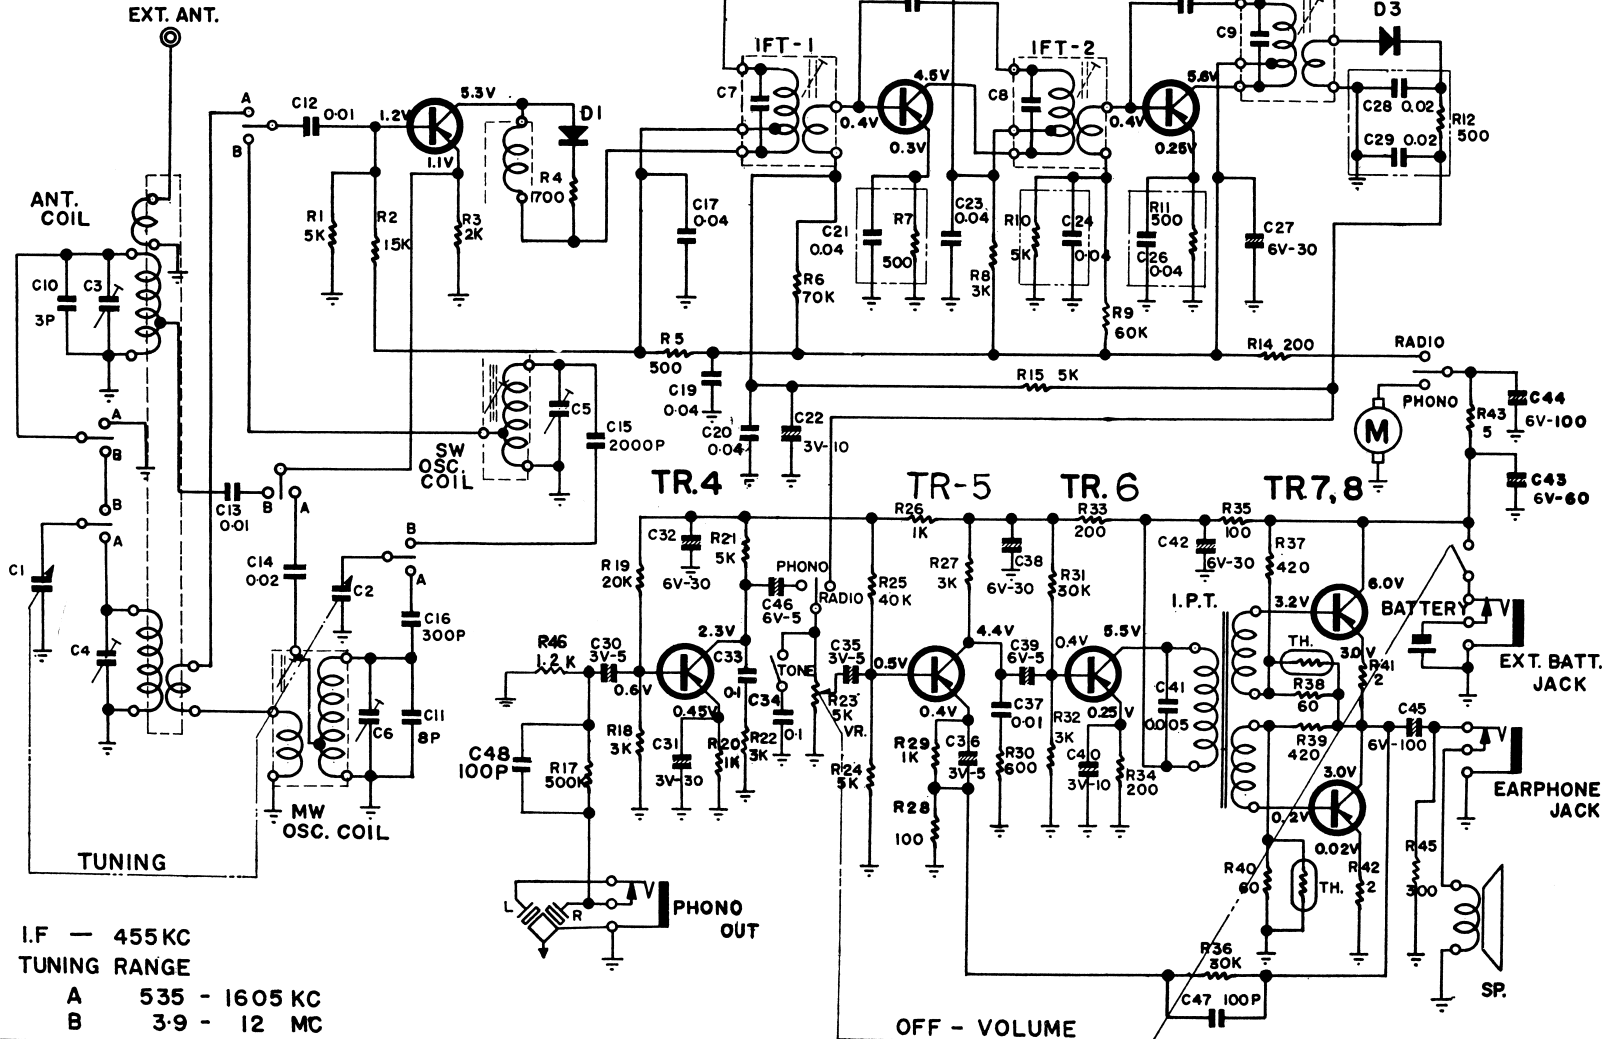 EXT. ANT.
D3
IFT-1
IFT-2
C9
A
C12
0.01
5.3V
1.2V
D1
C7
4.5V
C8
5.6V
C28 0.02
R12
500
0.4V
0.4V
B
1.1V
0.3V
0.25V
C29 0.02
R4
1700
ANT.
COIL
R1
5K
R2
15K
R3
2K
C17
0.04
C21
0.04
R7
500
C23
0.04
R10
5K
C24
0.04
R11
500
C26
0.04
C27
6V-30
C10
3P
C3
R6
70K
R8
3K
R9
60K
R5
500
R14 200
RADIO
C19
0.04
R15 5K
PHONO
C44
6V-100
R43
5
A
B
C5
C15
2000P
C20
0.04
C22
3V-10
M
SW
OSC.
COIL
TR.4
TR-5
TR.6
TR7,8
C43
6V-60
B
A
C13
0.01
B
A
R26
1K
R33
200
R35
100
C1
C14
0.02
B
C2
A
C32
6V-30
R21
5K
R19
20K
PHONO
C46
6V-5
RADIO
R25
40K
R27
3K
C38
6V-30
R31
30K
C42
6V-30
R37
420
6.0V
3.2V
BATTERY
I.P.T.
C16
300P
C4
R46
1.2K
C30
3V-5
2.3V
C33
0.1
TONE
C35
3V-5
0.5V
4.4V
C39
6V-5
0.4V
5.5V
TH.
3.0V
R41
2
EXT. BATT.
JACK
0.6V
0.45V
C34
0.1
R23
5K
VR.
0.4V
C37
0.01
0.25V
C41
0.005
R38
60
C6
C11
8P
C48
100P
R17
500K
R18
3K
C31
3V-30
R20
1K
R22
3K
R24
5K
R29
1K
C36
3V-5
R30
600
R32
3K
C40
3V-10
R34
200
R39
420
C45
6V-100
3.0V
EARPHONE
JACK
MW
OSC. COIL
R28
100
0.2V
0.02V
TUNING
R40
60
TH.
R42
2
R45
300
L
R
PHONO
OUT
I.F — 455KC
TUNING RANGE
A 535 - 1605 KC
B 3.9 - 12 MC
R36
30K
C47 100P
SP.
OFF - VOLUME